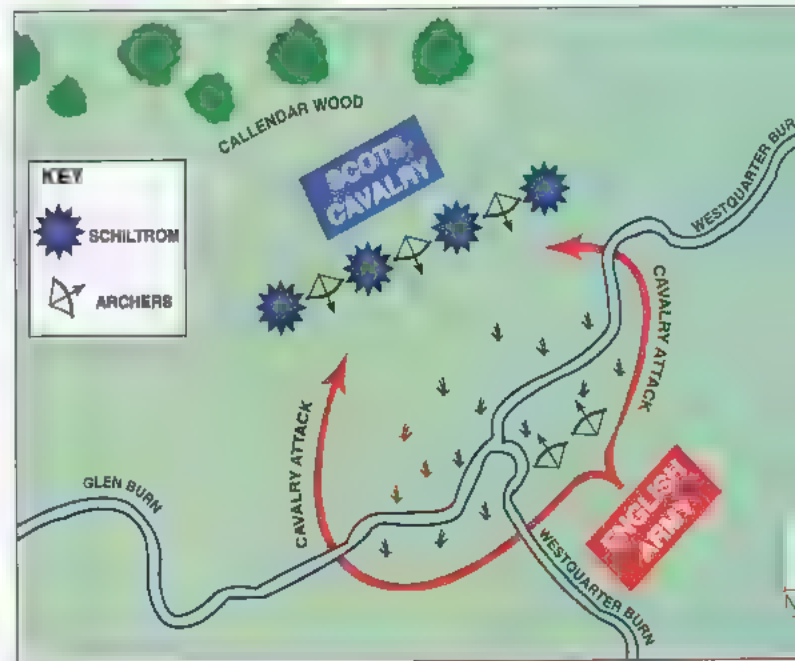 CALLENDAR WOOD
SCOTS
CAVALRY
WESTQUARTER BURN
KEY
SCHILTROM
ARCHERS
CAVALRY ATTACK
CAVALRY ATTACK
GLEN BURN
ENGLISH
ARMY
WESTQUARTER BURN
N